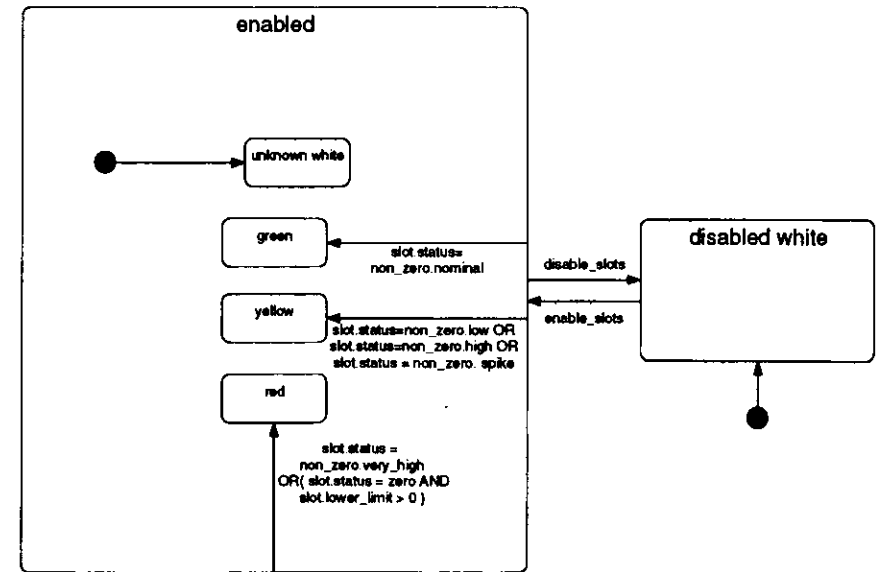 enabled
unknown white
green
slot.status=
non_zero.nominal
disabled white
disable_slots
enable_slots
yellow
slot.status=non_zero.low OR
slot.status=non_zero.high OR
slot.status = non_zero. spike
red
slot.status =
non_zero.very_high
OR( slot.status = zero AND
slot.lower_limit > 0 )